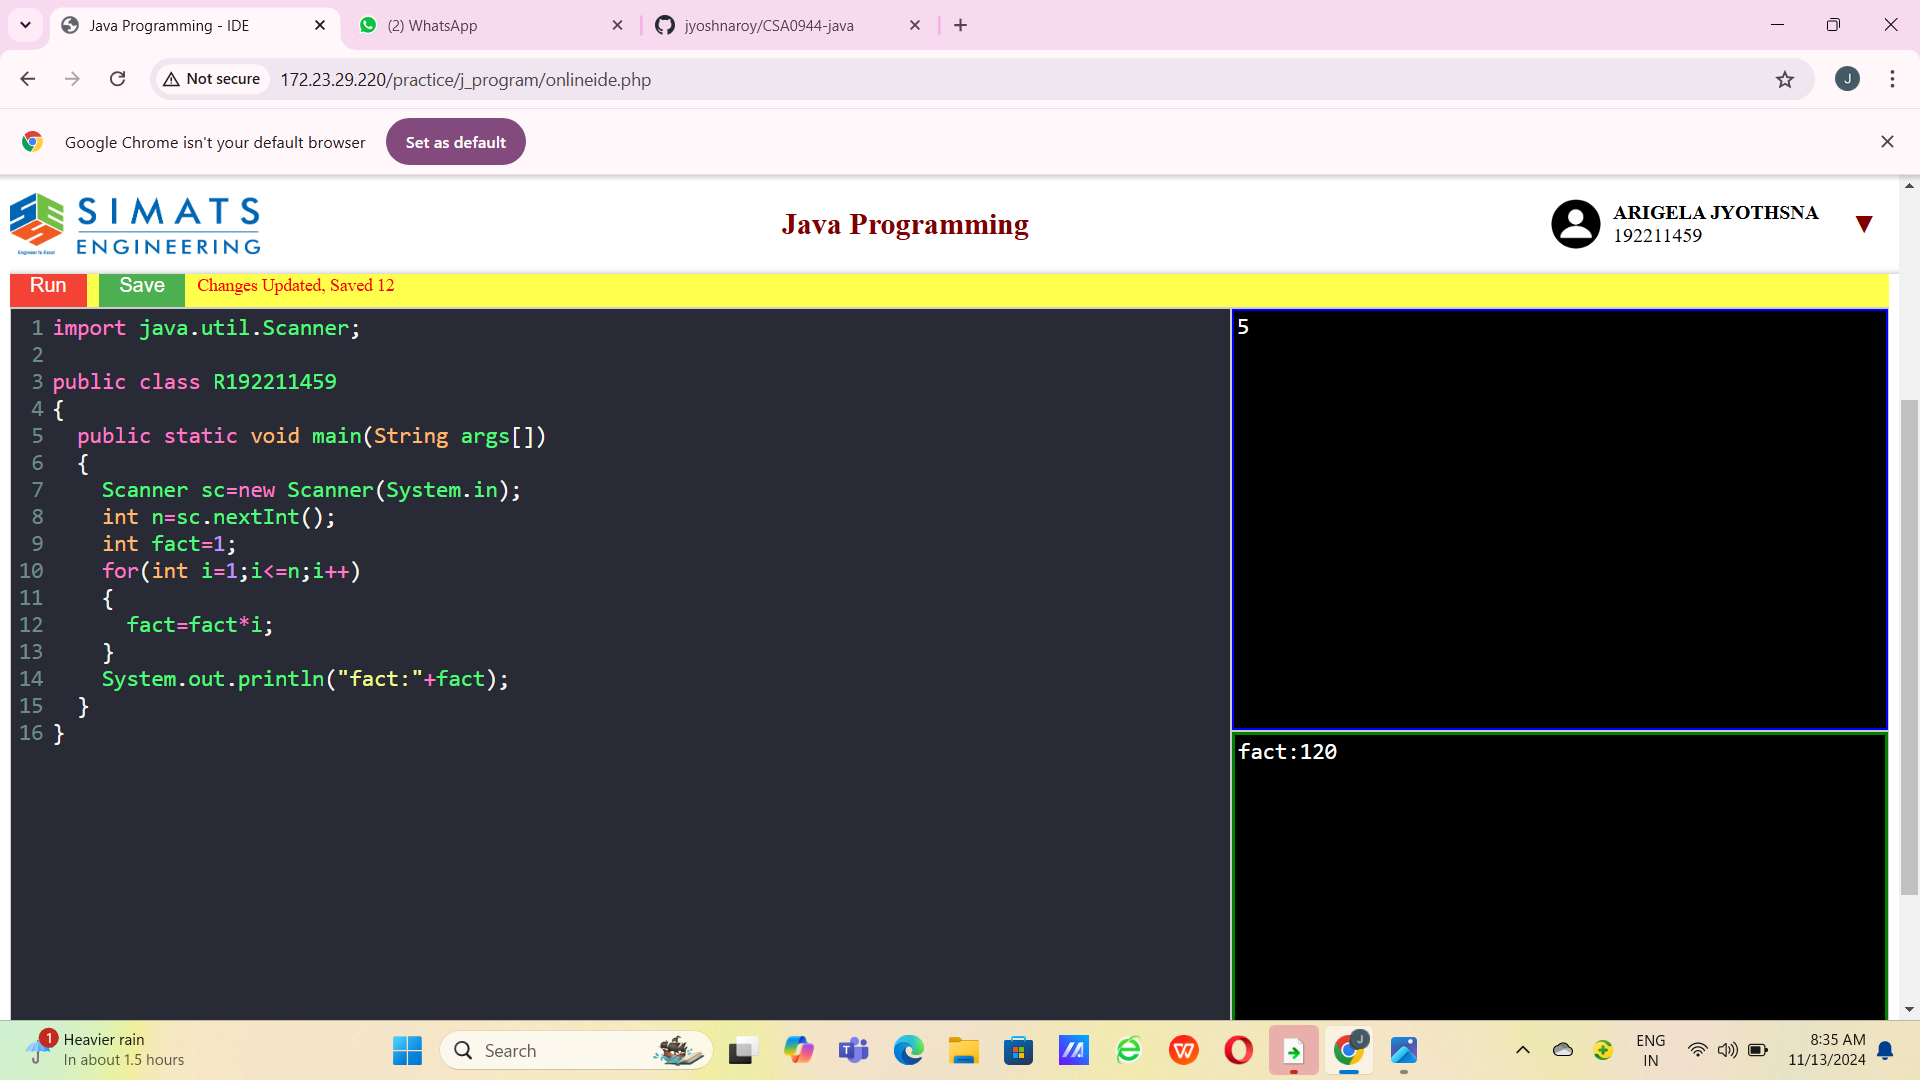 Java Programming - IDE
(2) WhatsApp
jyoshnaroy/CSA0944-java
Not secure
172.23.29.220/practice/j_program/onlineide.php
J
Google Chrome isn't your default browser
Set as default
SIMATS
ENGINEERING
Engineer to Excel
Java Programming
ARIGELA JYOTHSNA
192211459
Run
Save
Changes Updated, Saved 12
1 import java.util.Scanner;
2
3 public class R192211459
4 {
5   public static void main(String args[])
6   {
7     Scanner sc=new Scanner(System.in);
8     int n=sc.nextInt();
9     int fact=1;
10     for(int i=1;i<=n;i++)
11     {
12       fact=fact*i;
13     }
14     System.out.println("fact:"+fact);
15   }
16 }
5
fact:120
1
Heavier rain
In about 1.5 hours
Search
J
ENG
IN
8:35 AM
11/13/2024